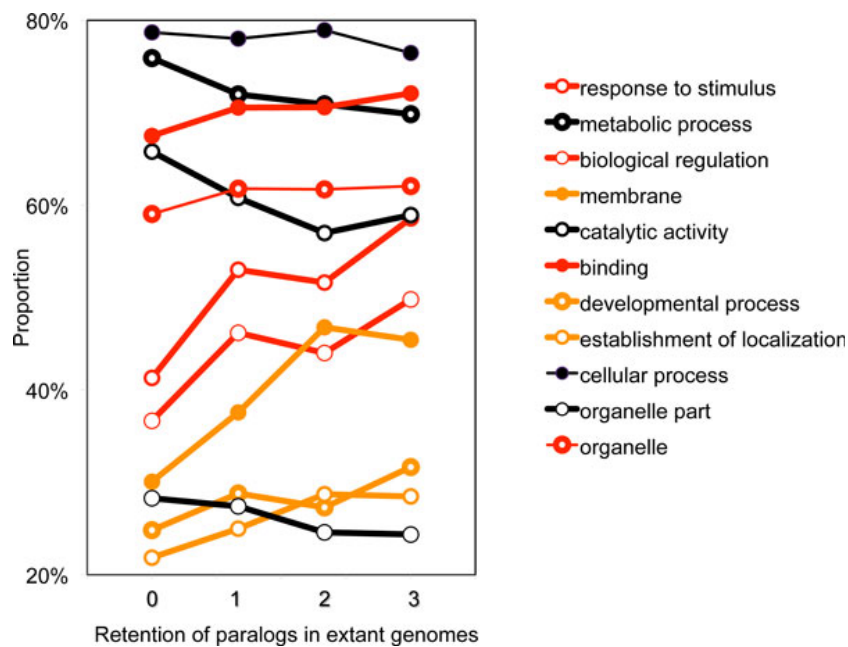 80%
60%
40%
20%
Proportion
0 1 2 3
Retention of paralogs in extant genomes
response to stimulus
metabolic process
biological regulation
membrane
catalytic activity
binding
developmental process
establishment of localization
cellular process
organelle part
organelle